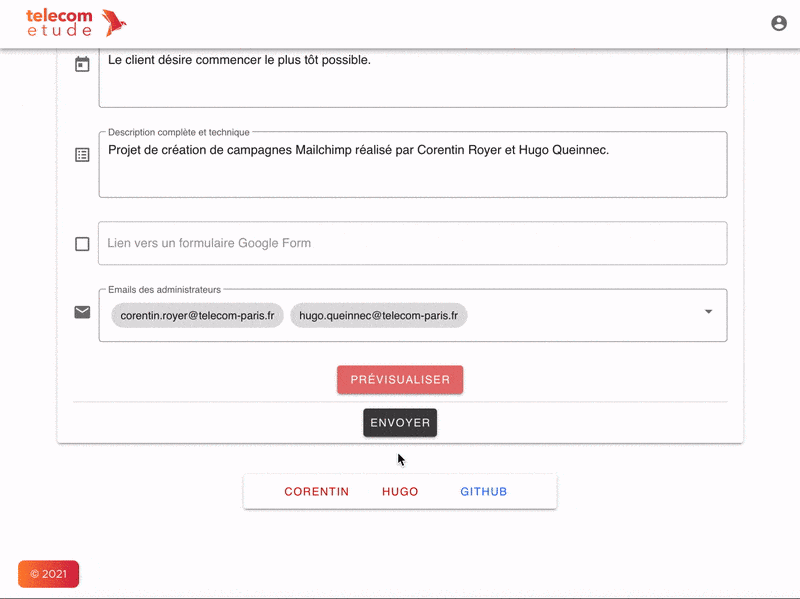 telecom
etude
Le client désire commencer le plus tôt possible.
Description complète et technique
Projet de création de campagnes Mailchimp réalisé par Corentin Royer et Hugo Queinnec.
Lien vers un formulaire Google Form
Emails des administrateurs
corentin.royer@telecom-paris.fr hugo.queinnec@telecom-paris.fr
PRÉVISUALISER
ENVOYER
CORENTIN HUGO GITHUB
© 2021